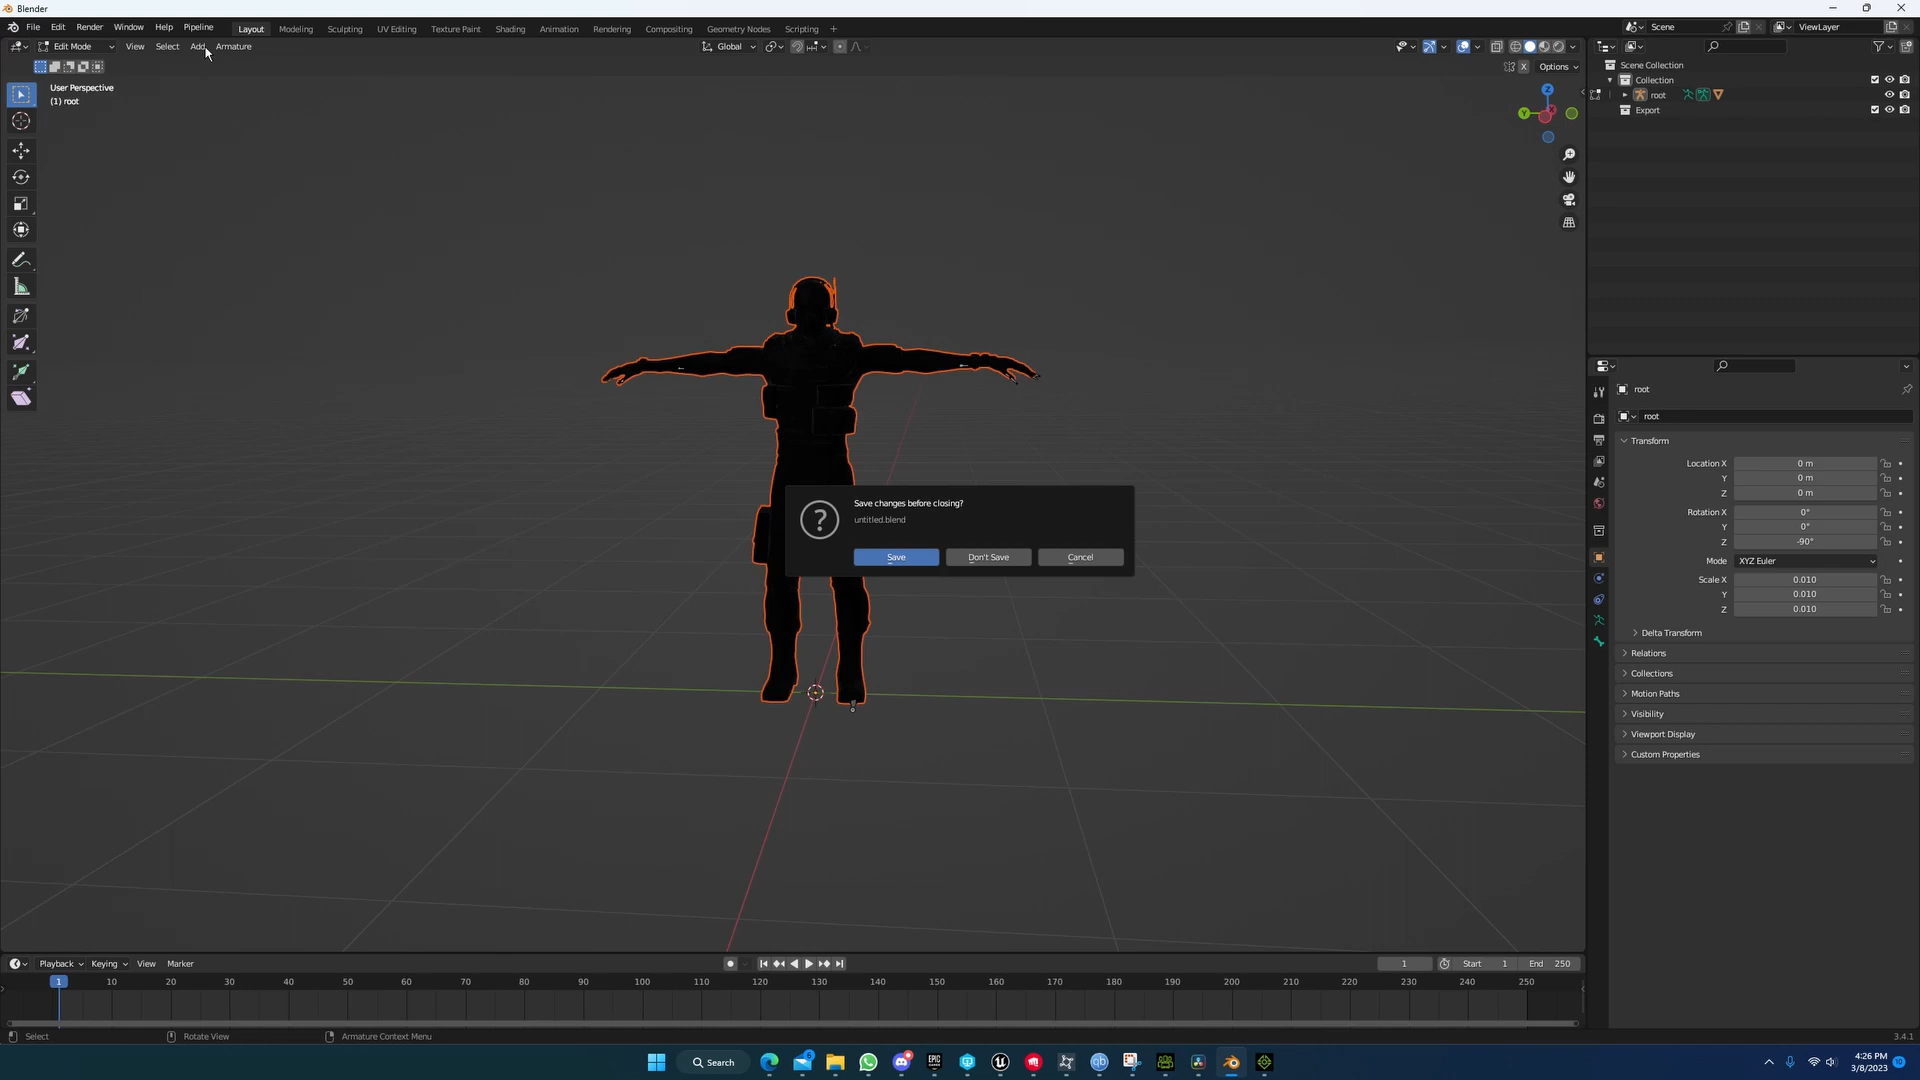 Blender
File Edit Render Window Help Pipeline Layout Modeling Sculpting UV Editing Texture Paint Shading Animation Rendering Compositing Geometry Nodes Scripting + Scene ViewLayer
Edit Mode View Select Add Armature Global
X Options
User Perspective
(1) root
Z
Y
Scene Collection
Collection
root
Export
root
root
Transform
Location X 0 m
Y 0 m
Z 0 m
Rotation X 0°
Y 0°
Z -90°
Mode XYZ Euler
Scale X 0.010
Y 0.010
Z 0.010
Delta Transform
Relations
Collections
Motion Paths
Visibility
Viewport Display
Custom Properties
Save changes before closing?
untitled.blend
Save Don't Save Cancel
Playback Keying View Marker 1 Start 1 End 250
1 10 20 30 40 50 60 70 80 90 100 110 120 130 140 150 160 170 180 190 200 210 220 230 240 250
Select Rotate View Armature Context Menu 3.4.1
Search
EPIC
qb
4:26 PM
3/8/2023
10